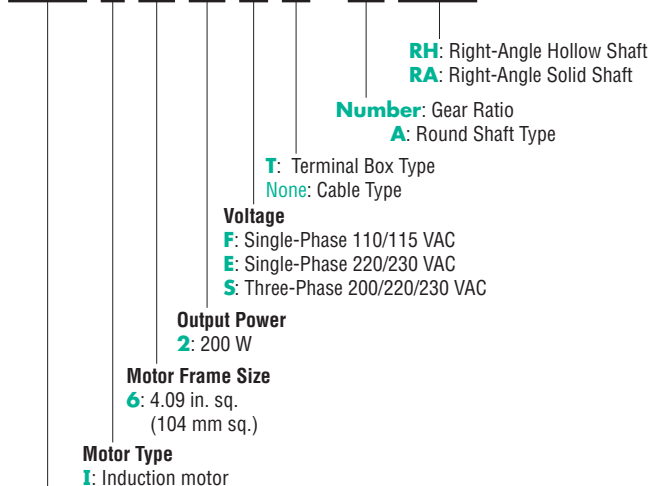 RH: Right-Angle Hollow Shaft
RA: Right-Angle Solid Shaft
Number: Gear Ratio
A: Round Shaft Type
T: Terminal Box Type
None: Cable Type
Voltage
F: Single-Phase 110/115 VAC
E: Single-Phase 220/230 VAC
S: Three-Phase 200/220/230 VAC
Output Power
2: 200 W
Motor Frame Size
6: 4.09 in. sq.
(104 mm sq.)
Motor Type
I: Induction motor